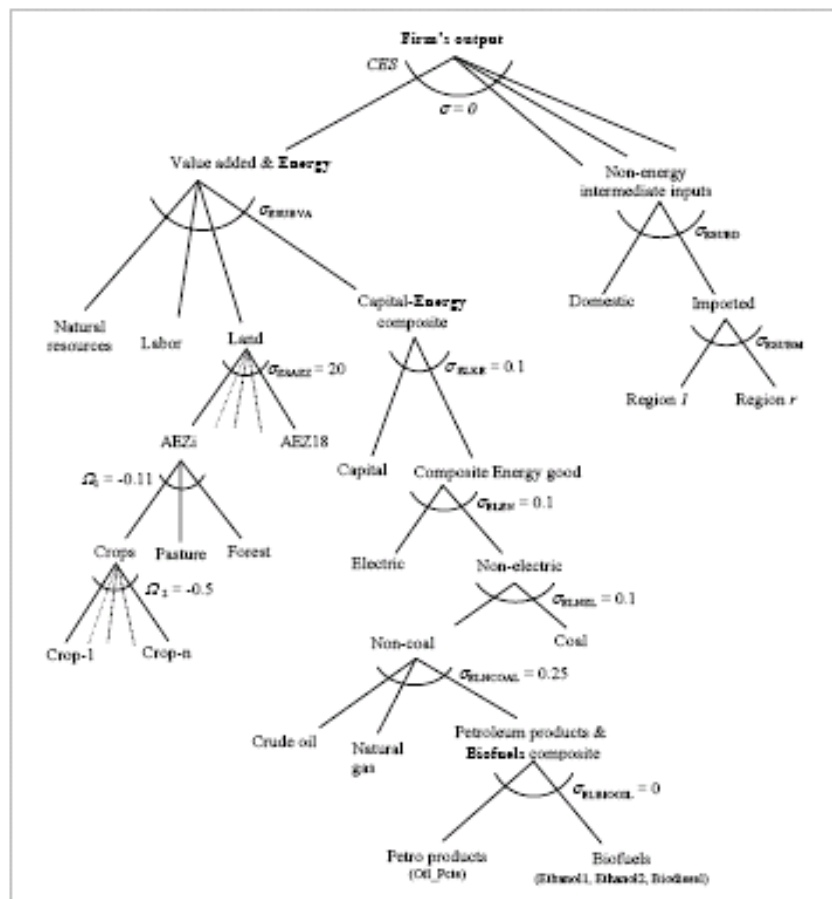 Firm's output
CES
σ = 0
Value added & Energy
Non-energy
intermediate inputs
σESUBVA
σESUBD
Natural
resources
Labor
Land
Capital-Energy
composite
Domestic
Imported
σESAEZ = 20
σELKE = 0.1
σESUBM
Region 1
Region r
AEZi
AEZ18
Capital
Composite Energy good
Ω1 = -0.11
σELEN = 0.1
Crops
Pasture
Forest
Electric
Non-electric
Ω2 = -0.5
σELNEL = 0.1
Crop-1
Crop-n
Non-coal
Coal
σELNCOAL = 0.25
Crude oil
Natural
gas
Petroleum products &
Biofuels composite
σELBIOOIL = 0
Petro products
(Oil_Pcts)
Biofuels
(Ethanol1, Ethanol2, Biodiesel)